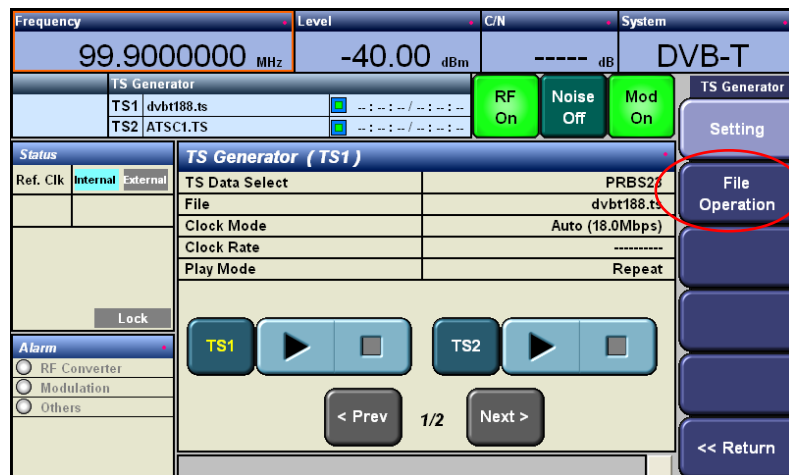 Frequency Level C/N System
99.9000000 MHz -40.00 dBm ----- dB DVB-T
TS Generator
TS1 dvbt188.ts -- : -- : -- / -- : -- : --
TS2 ATSC1.TS -- : -- : -- / -- : -- : --
RF On
Noise Off
Mod On
TS Generator
Setting
File
Operation
<< Return
Status
Ref. Clk Internal External
Lock
Alarm
RF Converter
Modulation
Others
TS Generator ( TS1 )
TS Data Select PRBS23
File dvbt188.ts
Clock Mode Auto (18.0Mbps)
Clock Rate ----------
Play Mode Repeat
TS1 TS2
< Prev 1/2 Next >